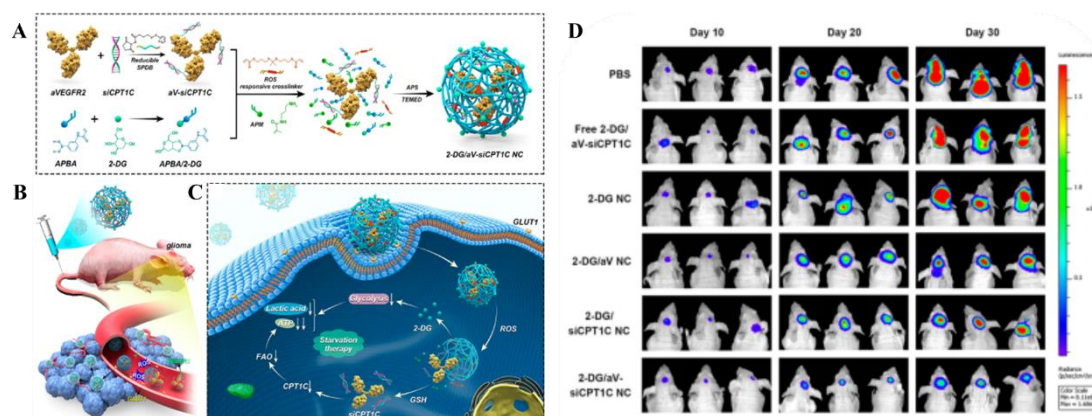 A
aVEGFR2
+
siCPT1C
Reducible
SPDB
aV-siCPT1C
APBA
+
2-DG
APBA/2-DG
ROS
responsive crosslinker
APM
APS
TEMED
2-DG/aV-siCPT1C NC
B
glioma
ROS
C
GLUT1
Lactic acid
ATP
Glycolysis
2-DG
ROS
Starvation
therapy
FAO
CPT1C
siCPT1C
GSH
D
Day 10
Day 20
Day 30
PBS
Free 2-DG/
aV-siCPT1C
2-DG NC
2-DG/aV NC
2-DG/
siCPT1C NC
2-DG/aV-
siCPT1C NC
Luminescence
Radiance
Color Scale